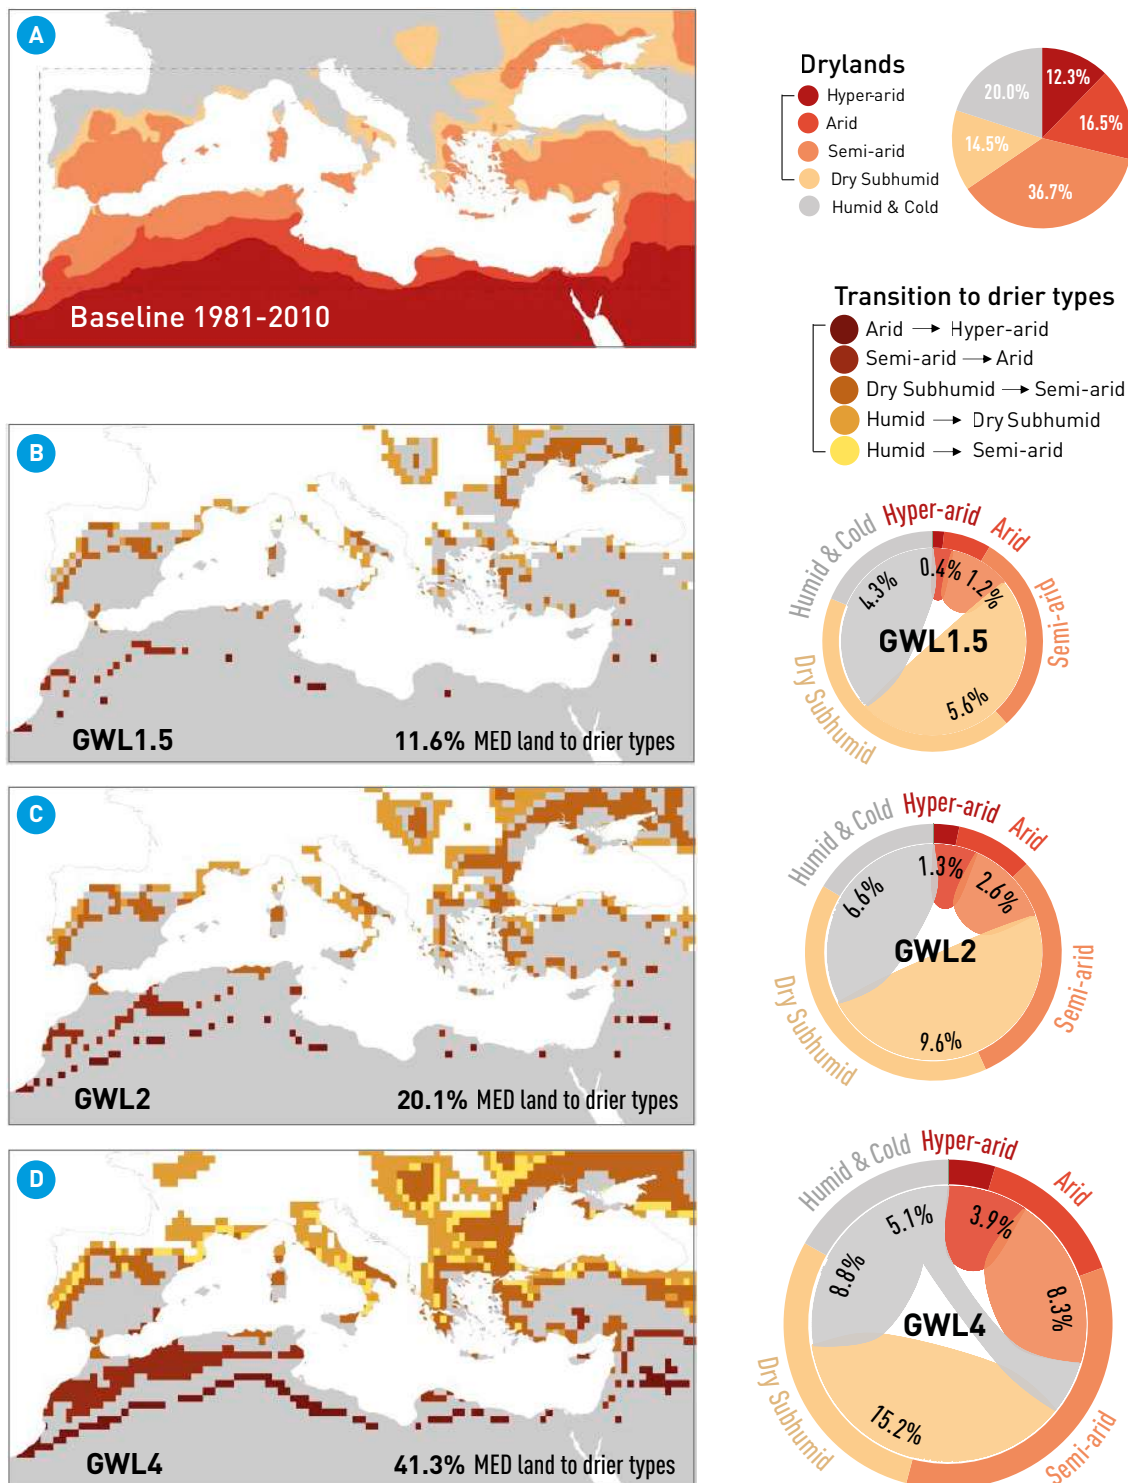 A
Baseline 1981-2010
Drylands
Hyper-arid
Arid
Semi-arid
Dry Subhumid
Humid & Cold
12.3%
16.5%
36.7%
14.5%
20.0%
Transition to drier types
Arid → Hyper-arid
Semi-arid → Arid
Dry Subhumid → Semi-arid
Humid → Dry Subhumid
Humid → Semi-arid
B
GWL1.5
11.6% MED land to drier types
Humid & Cold
Hyper-arid
Arid
Semi-arid
Dry Subhumid
4.3%
0.4%
1.2%
GWL1.5
5.6%
C
GWL2
20.1% MED land to drier types
Humid & Cold
Hyper-arid
Arid
Semi-arid
Dry Subhumid
6.6%
1.3%
2.6%
GWL2
9.6%
D
GWL4
41.3% MED land to drier types
Humid & Cold
Hyper-arid
Arid
Semi-arid
Dry Subhumid
8.8%
5.1%
3.9%
8.3%
GWL4
15.2%